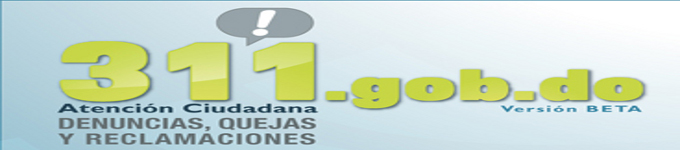 311.gob.do
Atención Ciudadana
Versión BETA
DENUNCIAS, QUEJAS
Y RECLAMACIONES